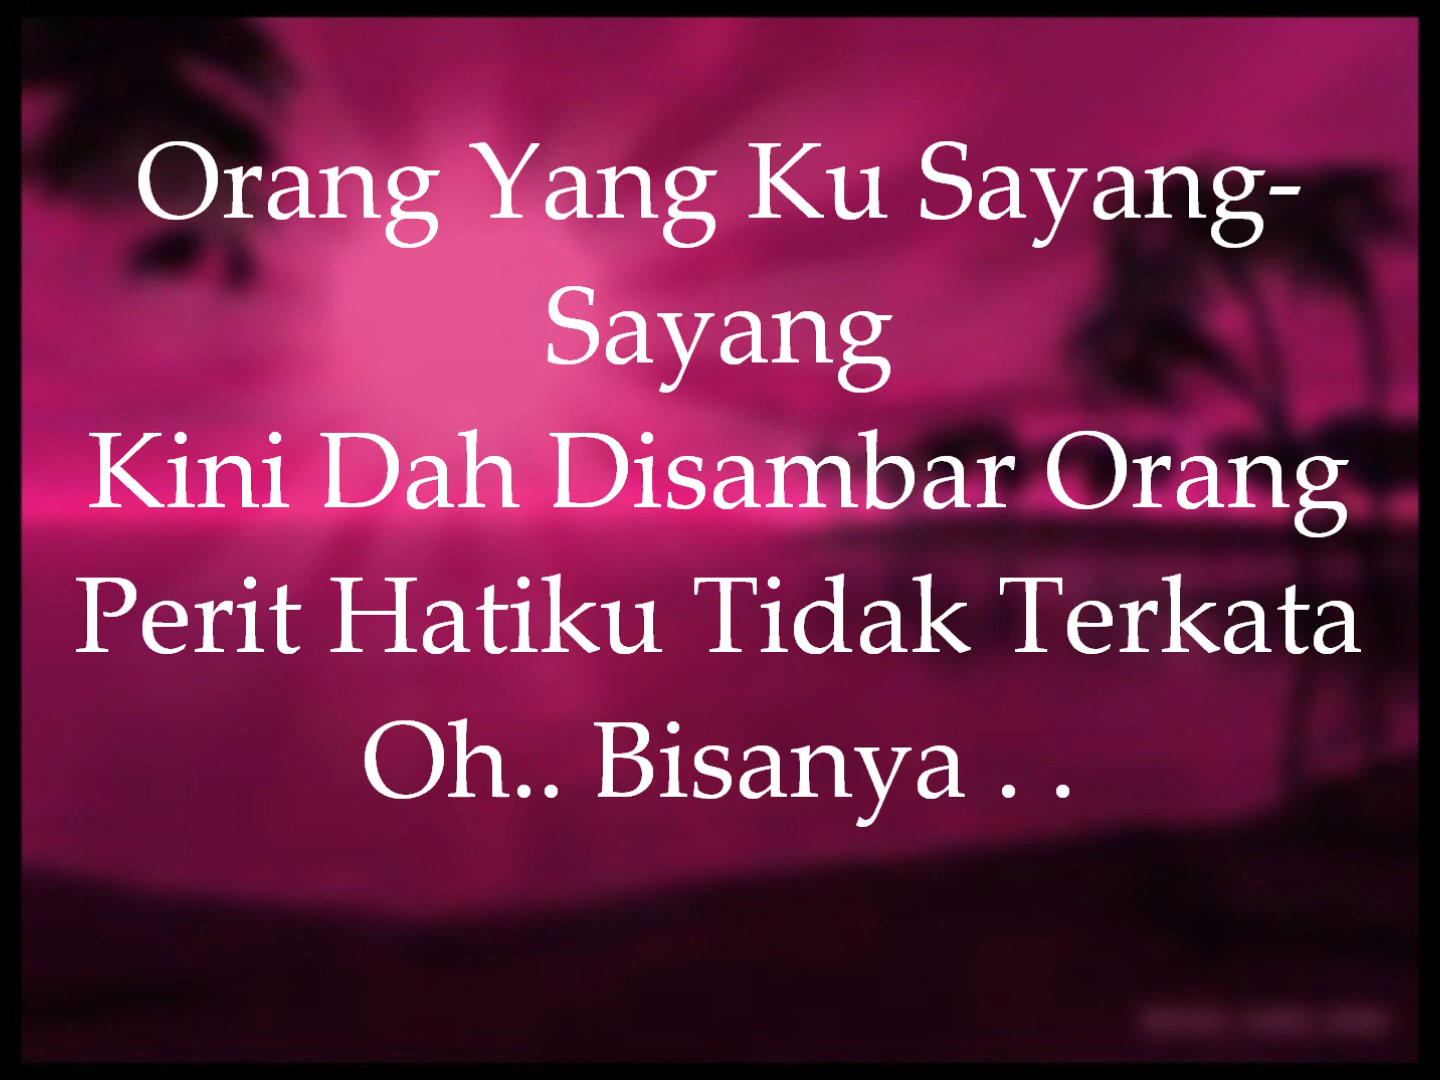 Orang Yang Ku Sayang-
Sayang
Kini Dah Disambar Orang
Perit Hatiku Tidak Terkata
Oh.. Bisanya . .